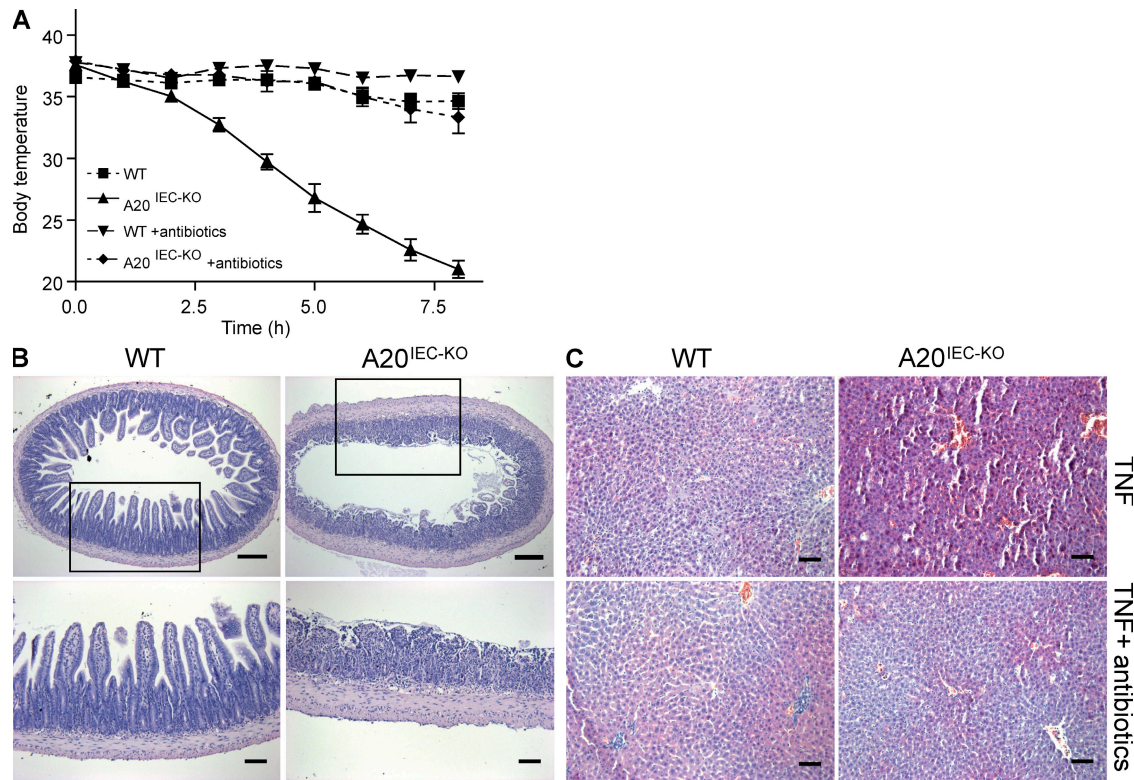 A
40
35
30
25
20
Body temperature
WT
A20 IEC-KO
WT +antibiotics
A20 IEC-KO +antibiotics
0.0 2.5 5.0 7.5
Time (h)
B WT A20IEC-KO
C WT A20IEC-KO
TNF
TNF+ antibiotics